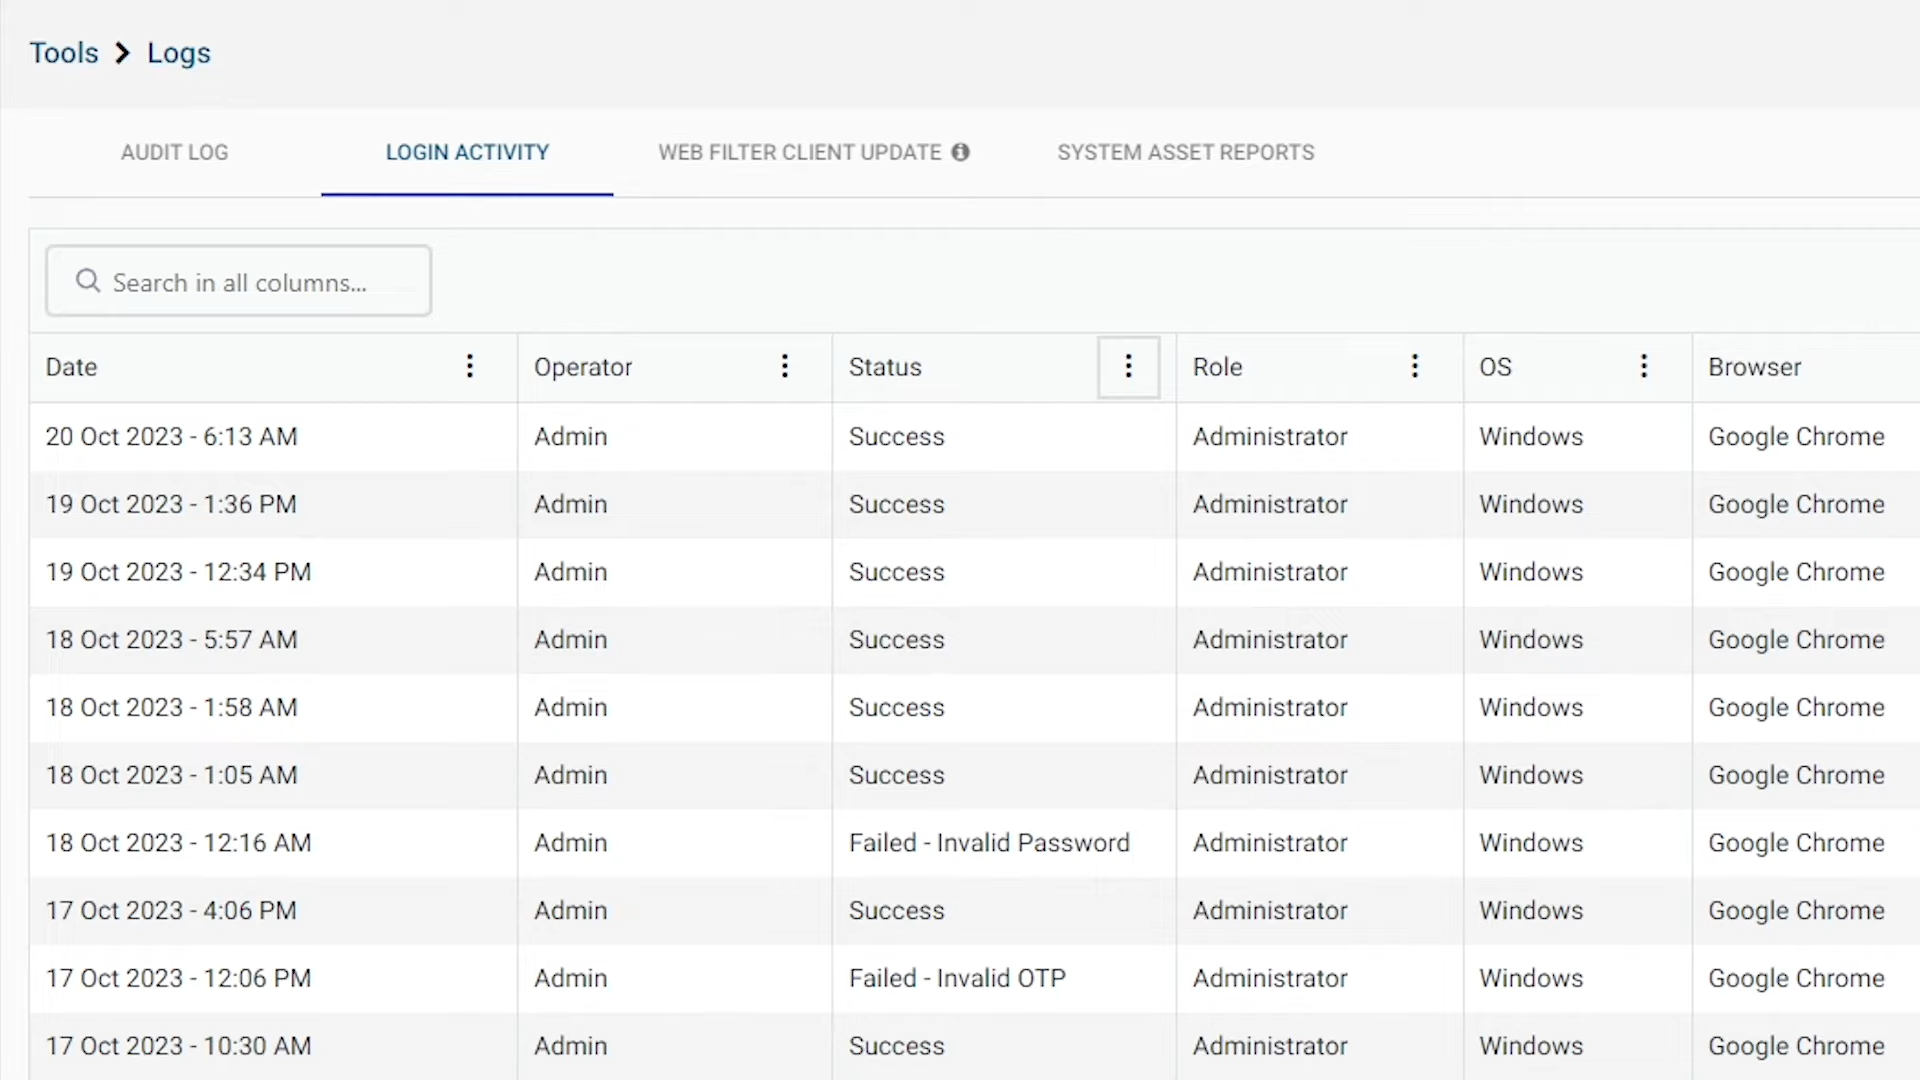 Tools > Logs
AUDIT LOG LOGIN ACTIVITY WEB FILTER CLIENT UPDATE SYSTEM ASSET REPORTS
Search in all columns...
Date Operator Status Role OS Browser
20 Oct 2023 - 6:13 AM Admin Success Administrator Windows Google Chrome
19 Oct 2023 - 1:36 PM Admin Success Administrator Windows Google Chrome
19 Oct 2023 - 12:34 PM Admin Success Administrator Windows Google Chrome
18 Oct 2023 - 5:57 AM Admin Success Administrator Windows Google Chrome
18 Oct 2023 - 1:58 AM Admin Success Administrator Windows Google Chrome
18 Oct 2023 - 1:05 AM Admin Success Administrator Windows Google Chrome
18 Oct 2023 - 12:16 AM Admin Failed - Invalid Password Administrator Windows Google Chrome
17 Oct 2023 - 4:06 PM Admin Success Administrator Windows Google Chrome
17 Oct 2023 - 12:06 PM Admin Failed - Invalid OTP Administrator Windows Google Chrome
17 Oct 2023 - 10:30 AM Admin Success Administrator Windows Google Chrome